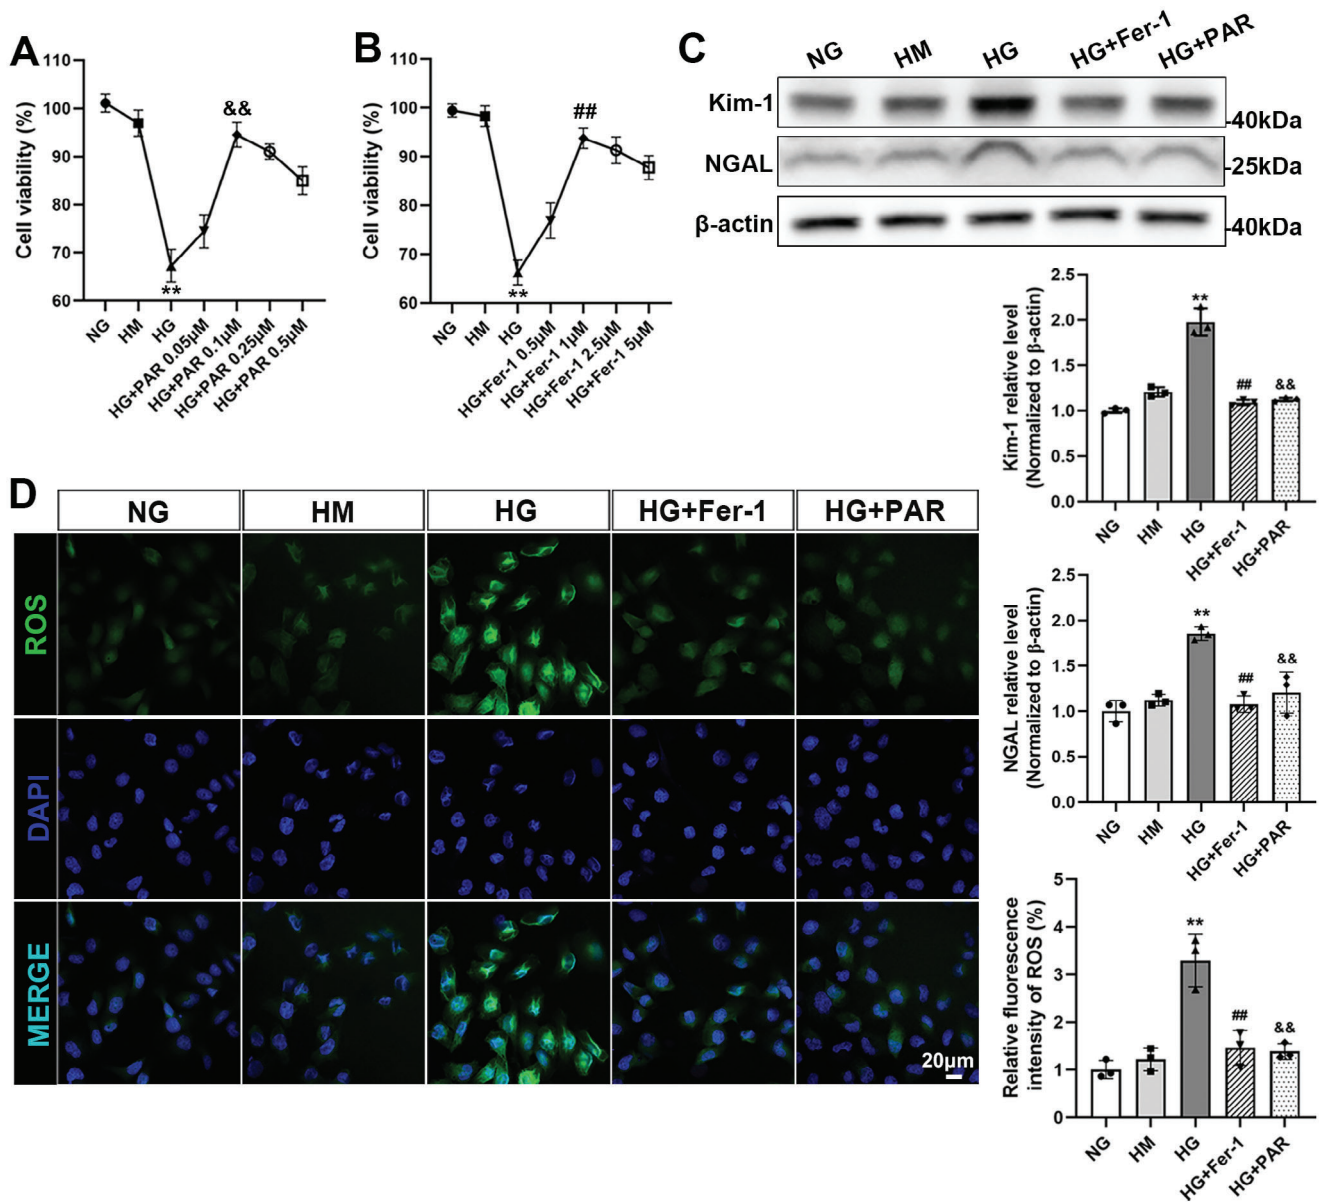 A
110
100
90
80
70
60
Cell viability (%)
&&
**
NG
HM
HG
HG+PAR 0.05μM
HG+PAR 0.1μM
HG+PAR 0.25μM
HG+PAR 0.5μM
B
110
100
90
80
70
60
Cell viability (%)
##
**
NG
HM
HG
HG+Fer-1 0.5μM
HG+Fer-1 1μM
HG+Fer-1 2.5μM
HG+Fer-1 5μM
C
NG
HM
HG
HG+Fer-1
HG+PAR
Kim-1
-40kDa
NGAL
-25kDa
β-actin
-40kDa
Kim-1 relative level
(Normalized to β-actin)
2.5
2.0
1.5
1.0
0.5
0.0
**
##
&&
NG
HM
HG
HG+Fer-1
HG+PAR
NGAL relative level
(Normalized to β-actin)
2.5
2.0
1.5
1.0
0.5
0.0
**
##
&&
NG
HM
HG
HG+Fer-1
HG+PAR
D
NG
HM
HG
HG+Fer-1
HG+PAR
ROS
DAPI
MERGE
20μm
Relative fluorescence
intensity of ROS (%)
5
4
3
2
1
0
**
##
&&
NG
HM
HG
HG+Fer-1
HG+PAR